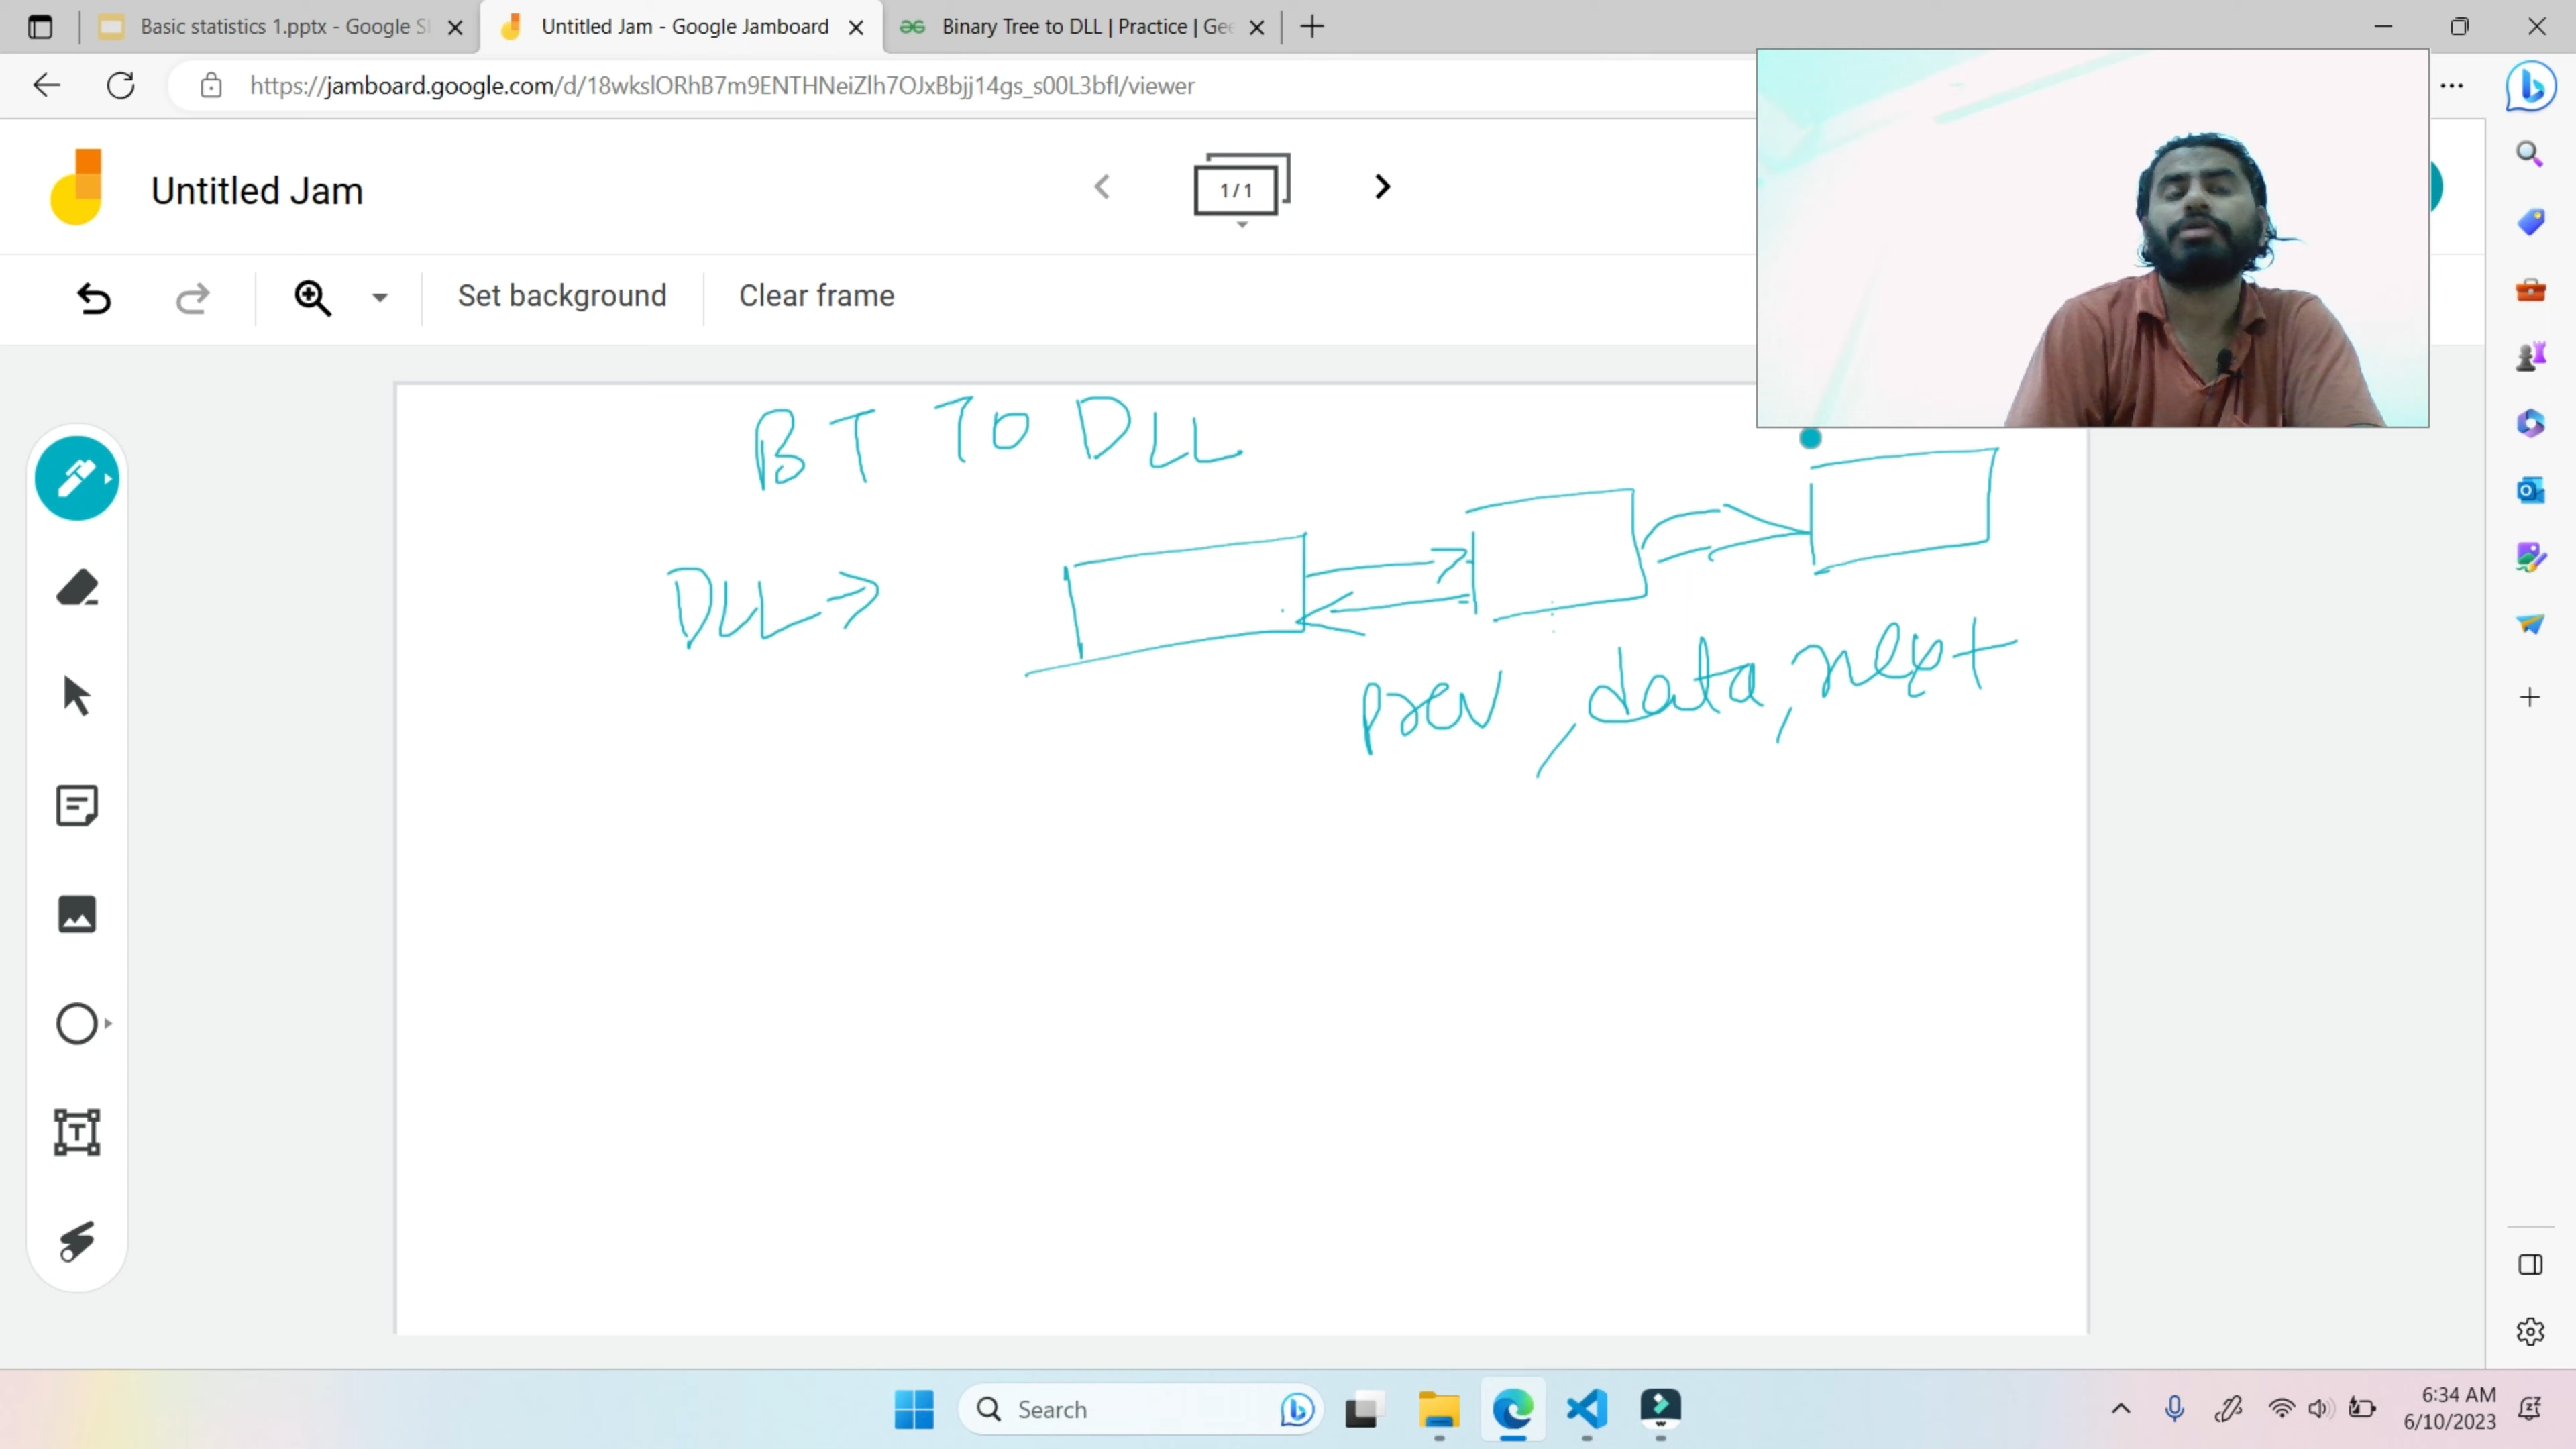 Basic statistics 1.pptx - Google Sl
Untitled Jam - Google Jamboard
Binary Tree to DLL | Practice | Gee
https://jamboard.google.com/d/18wkslORhB7m9ENTHNeiZlh7OJxBbjj14gs_s00L3bfI/viewer
Untitled Jam
1 / 1
Set background
Clear frame
BT TO DLL
DLL →
prev, data, next
Search
6:34 AM
6/10/2023